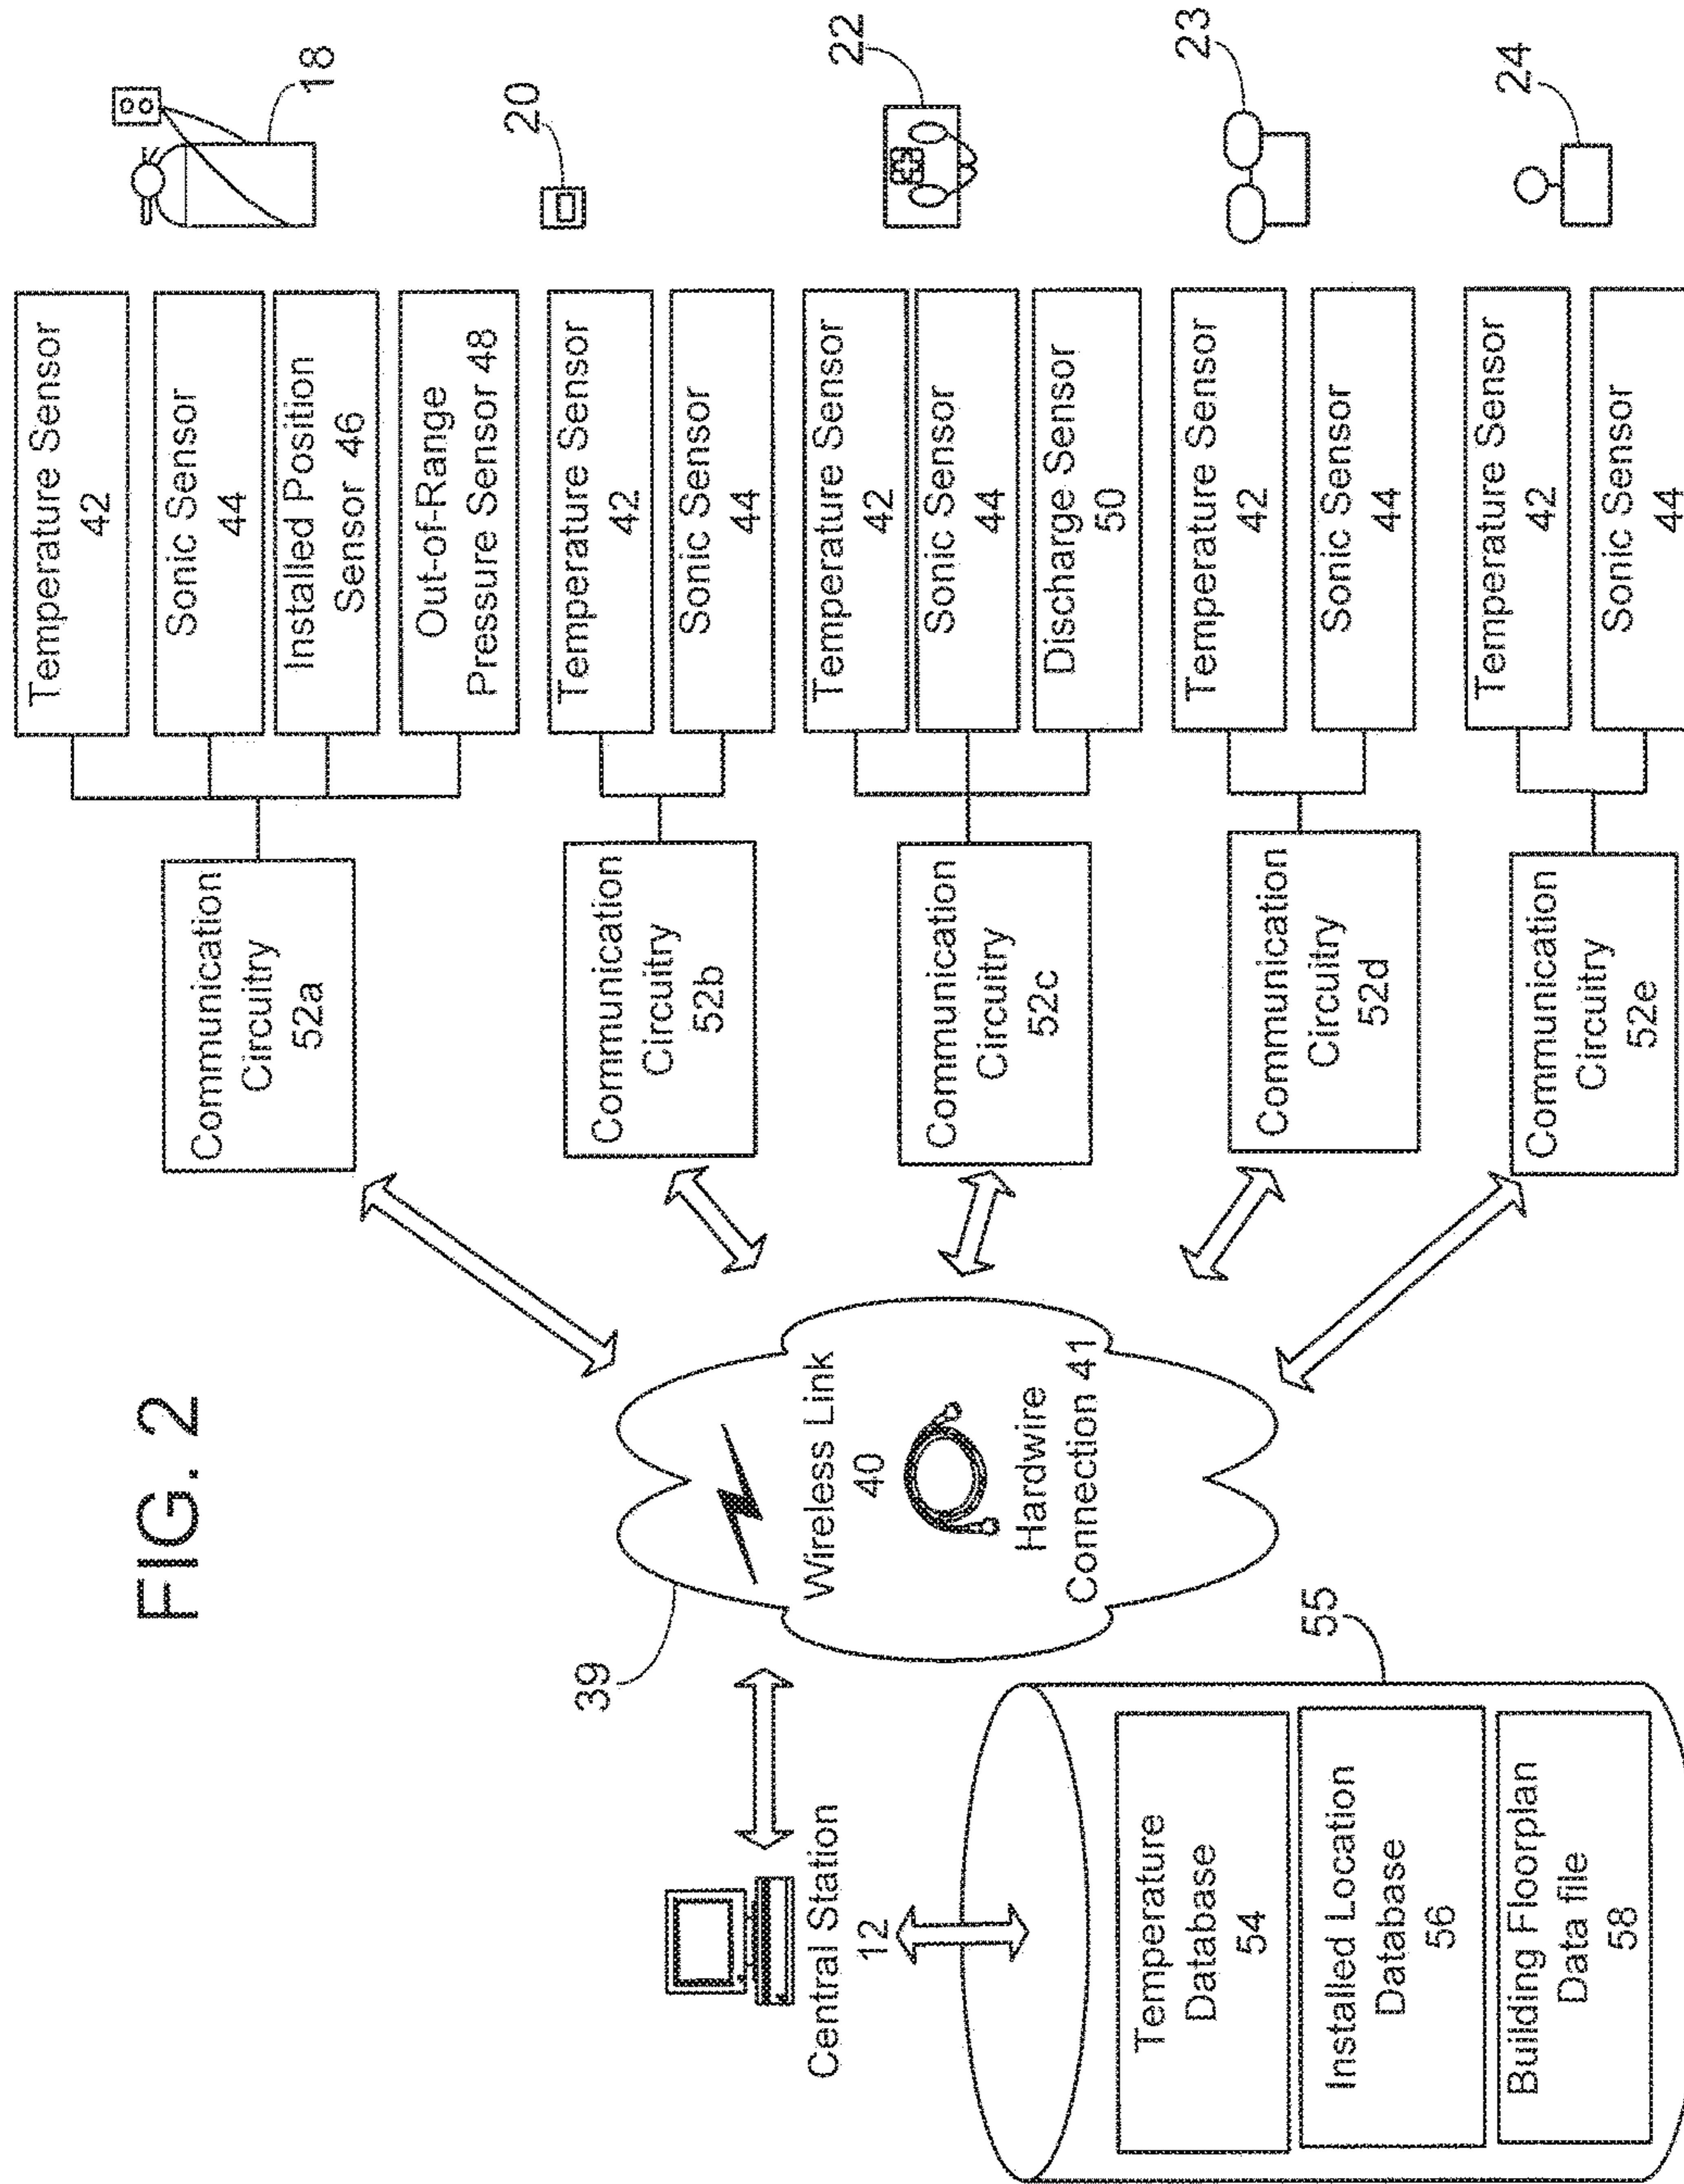 FIG. 2
Temperature Sensor
42
Sonic Sensor
44
Installed Position
Sensor 46
Out-of-Range
Pressure Sensor 48
18
Communication
Circuitry
52a
Temperature Sensor
42
Sonic Sensor
44
20
Communication
Circuitry
52b
Temperature Sensor
42
Sonic Sensor
44
Discharge Sensor
50
22
Communication
Circuitry
52c
Temperature Sensor
42
Sonic Sensor
44
23
Communication
Circuitry
52d
Temperature Sensor
42
Sonic Sensor
44
24
Communication
Circuitry
52e
39
Wireless Link
40
Hardwire
Connection 41
Central Station
12
55
Temperature
Database
54
Installed Location
Database
56
Building Floorplan
Data file
58